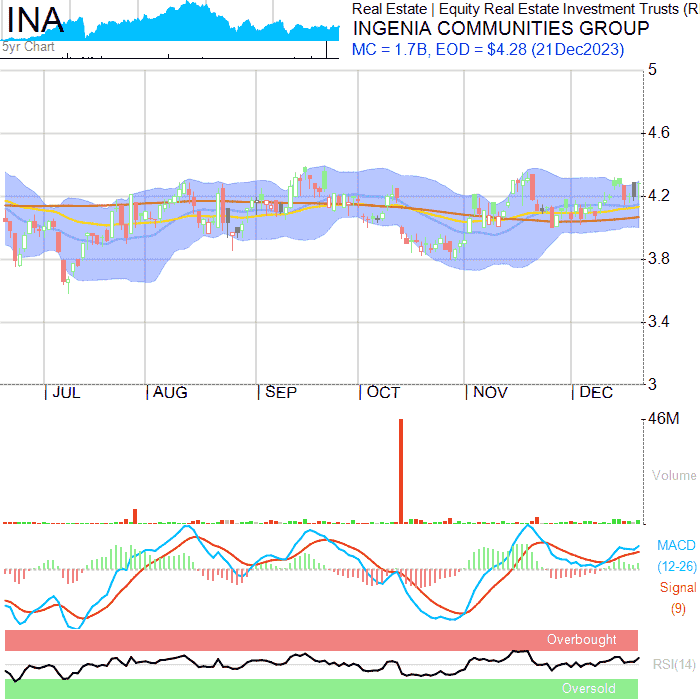 INA
5yr Chart
Real Estate | Equity Real Estate Investment Trusts (R
INGENIA COMMUNITIES GROUP
MC = 1.7B, EOD = $4.28 (21Dec2023)
5
4.6
4.2
3.8
3.4
3
JUL AUG SEP OCT NOV DEC
46M
Volume
MACD
(12-26)
Signal
(9)
Overbought
RSI(14)
Oversold